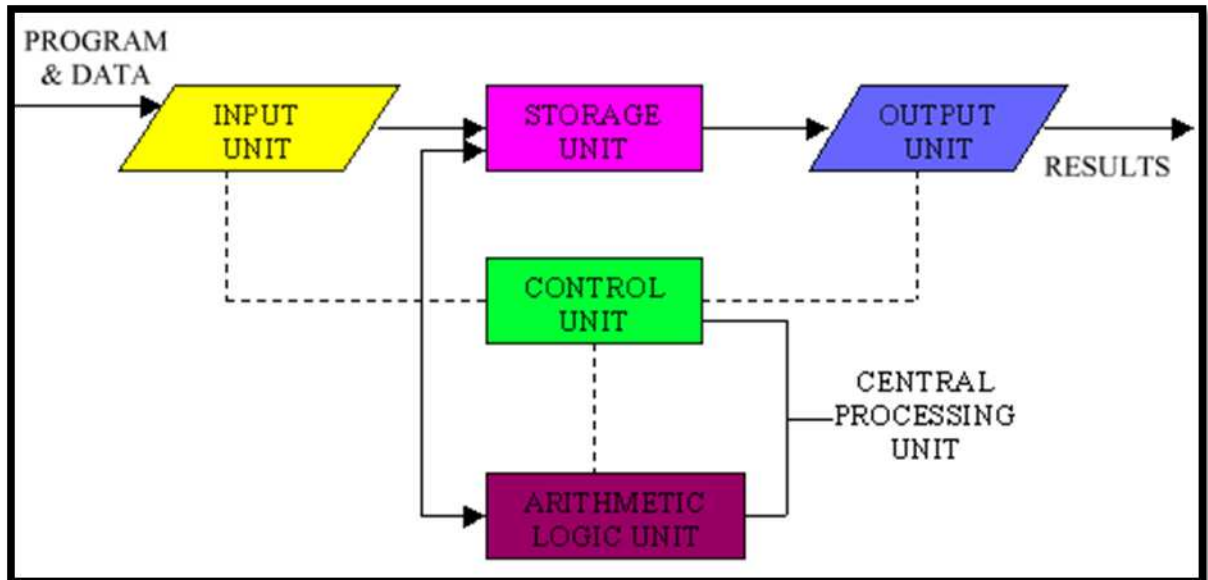 PROGRAM
& DATA
INPUT
UNIT
STORAGE
UNIT
OUTPUT
UNIT
RESULTS
CONTROL
UNIT
CENTRAL
PROCESSING
UNIT
ARITHMETIC
LOGIC UNIT